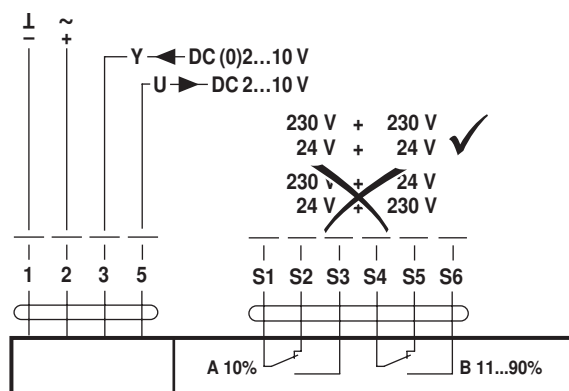 ⊥ ~
– +
Y DC (0)2...10 V
U DC 2...10 V
230 V + 230 V
24 V + 24 V
230 V + 24 V
24 V + 230 V
1 2 3 5 S1 S2 S3 S4 S5 S6
A 10% B 11...90%